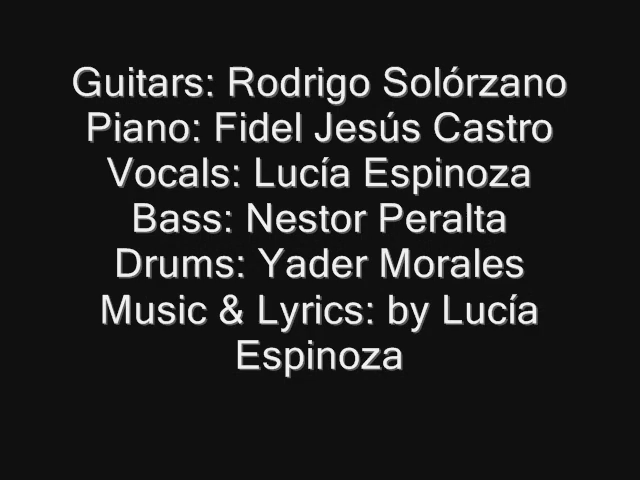 Guitars: Rodrigo Solórzano
Piano: Fidel Jesús Castro
Vocals: Lucía Espinoza
Bass: Nestor Peralta
Drums: Yader Morales
Music & Lyrics: by Lucía
Espinoza